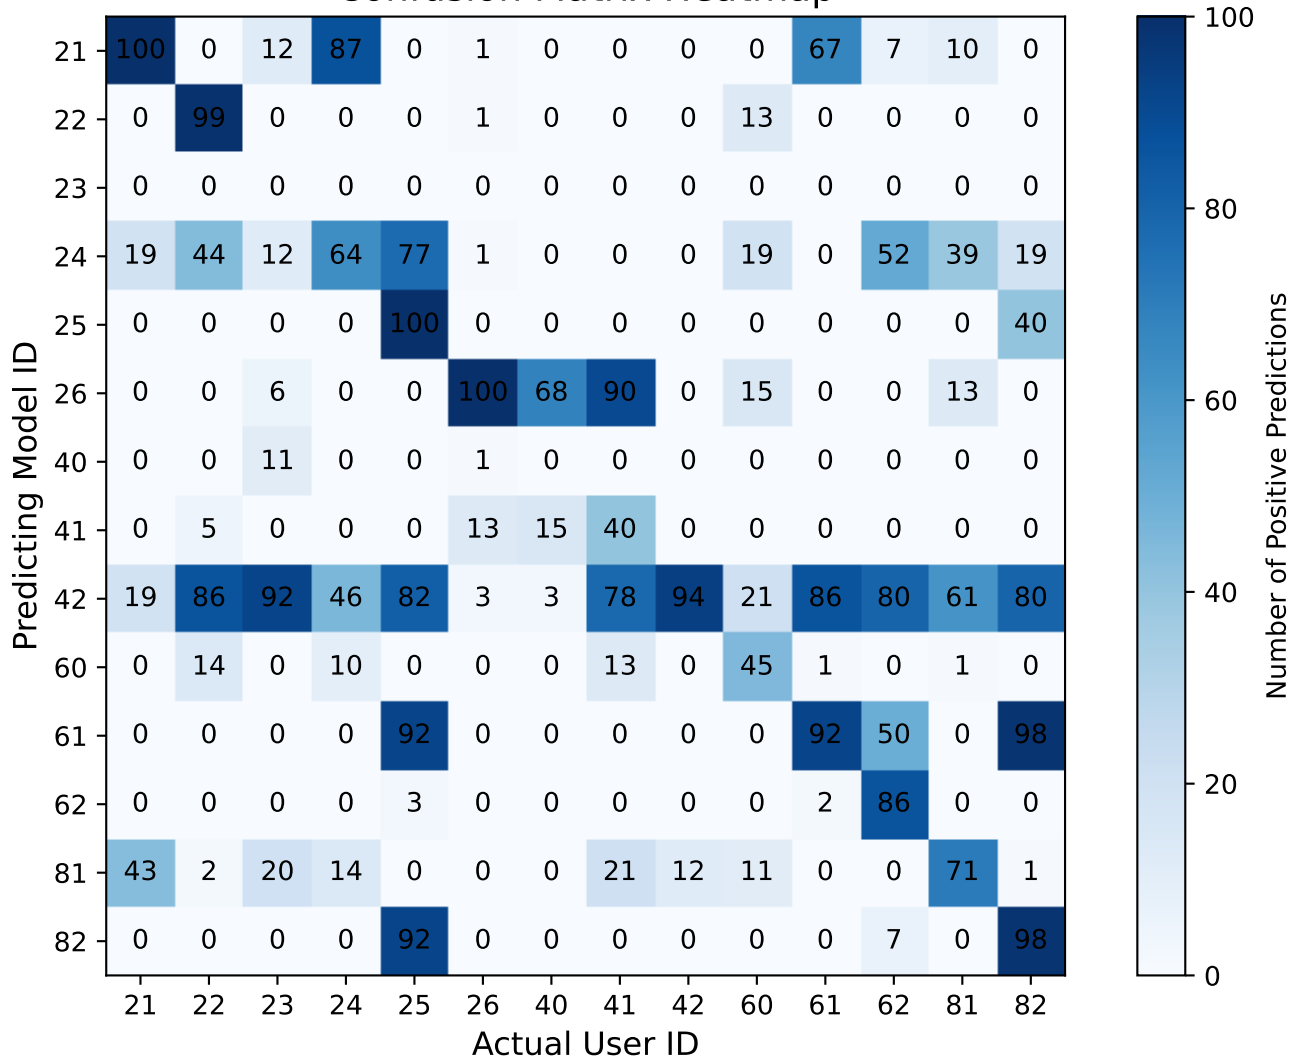 Confusion Matrix Heatmap
21 100 0 12 87 0 1 0 0 0 0 67 7 10 0
22 0 99 0 0 0 1 0 0 0 13 0 0 0 0
23 0 0 0 0 0 0 0 0 0 0 0 0 0 0
24 19 44 12 64 77 1 0 0 0 19 0 52 39 19
25 0 0 0 0 100 0 0 0 0 0 0 0 0 40
26 0 0 6 0 0 100 68 90 0 15 0 0 13 0
40 0 0 11 0 0 1 0 0 0 0 0 0 0 0
41 0 5 0 0 0 13 15 40 0 0 0 0 0 0
42 19 86 92 46 82 3 3 78 94 21 86 80 61 80
60 0 14 0 10 0 0 0 13 0 45 1 0 1 0
61 0 0 0 0 92 0 0 0 0 0 92 50 0 98
62 0 0 0 0 3 0 0 0 0 0 2 86 0 0
81 43 2 20 14 0 0 0 21 12 11 0 0 71 1
82 0 0 0 0 92 0 0 0 0 0 0 7 0 98
21 22 23 24 25 26 40 41 42 60 61 62 81 82
Actual User ID
Predicting Model ID
100
80
60
40
20
0
Number of Positive Predictions